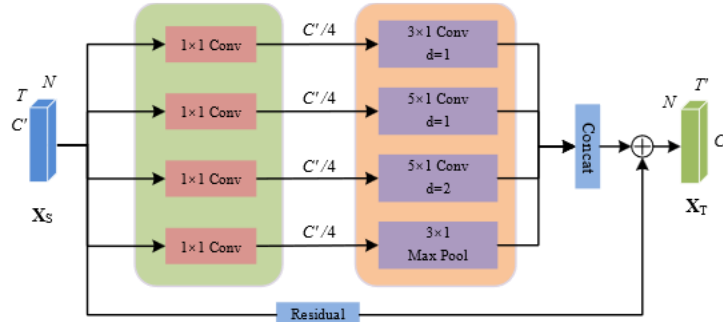 T N
C'
X_S
1×1 Conv
C'/4
3×1 Conv
d=1
1×1 Conv
C'/4
5×1 Conv
d=1
1×1 Conv
C'/4
5×1 Conv
d=2
1×1 Conv
C'/4
3×1
Max Pool
Concat
Residual
N T'
C
X_T